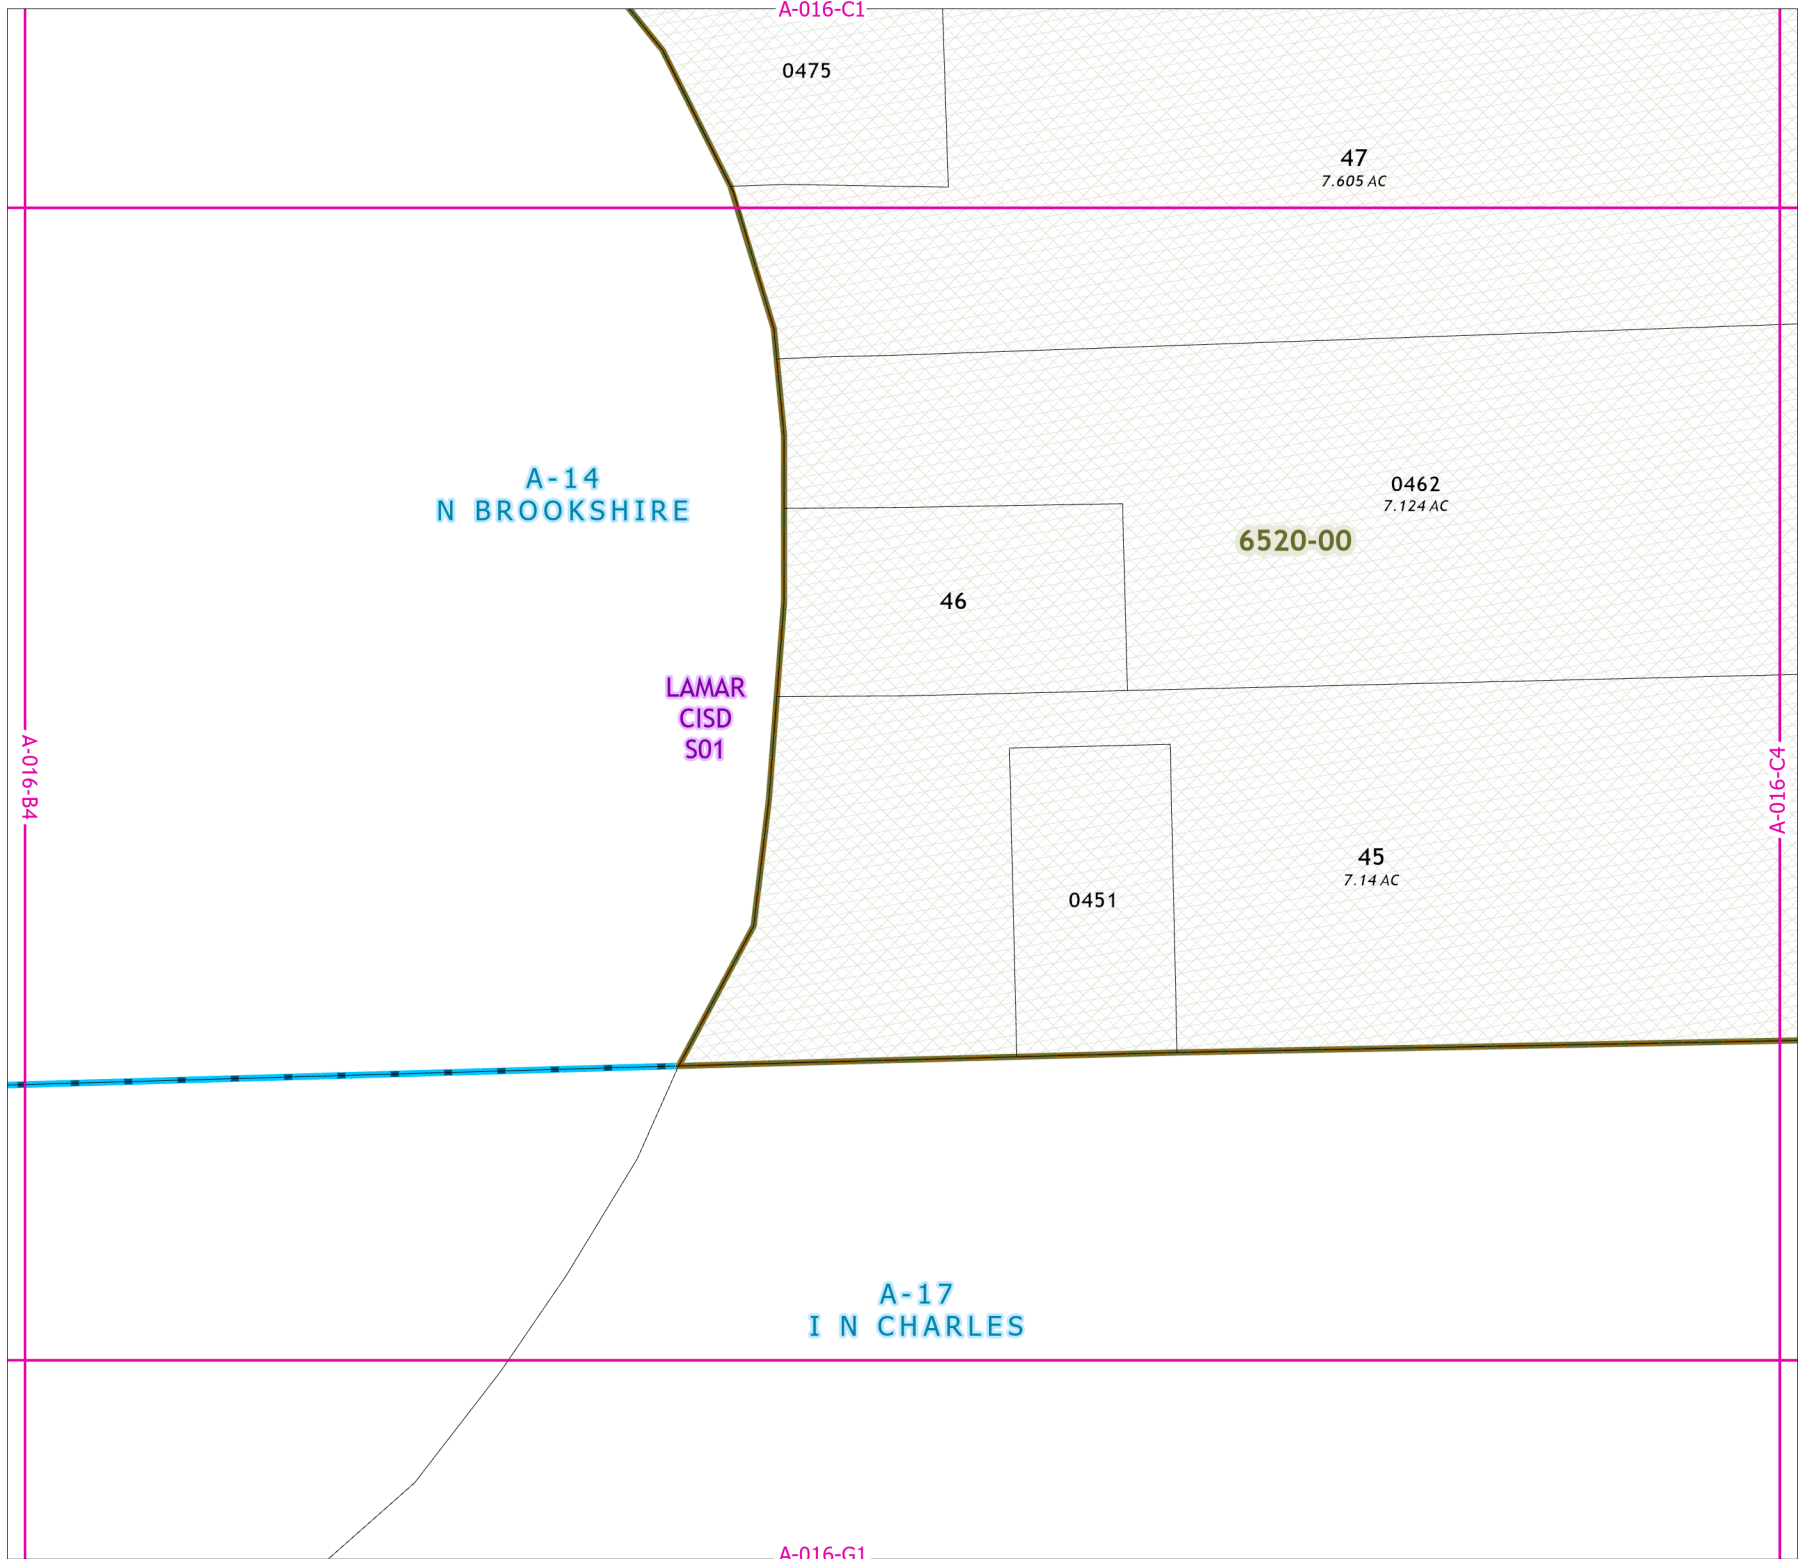 A-016-C1
0475
47
7.605 AC
A-14
N BROOKSHIRE
0462
7.124 AC
6520-00
46
LAMAR
CISD
S01
A-016-B4
A-016-C4
45
7.14 AC
0451
A-17
I N CHARLES
A-016-G1